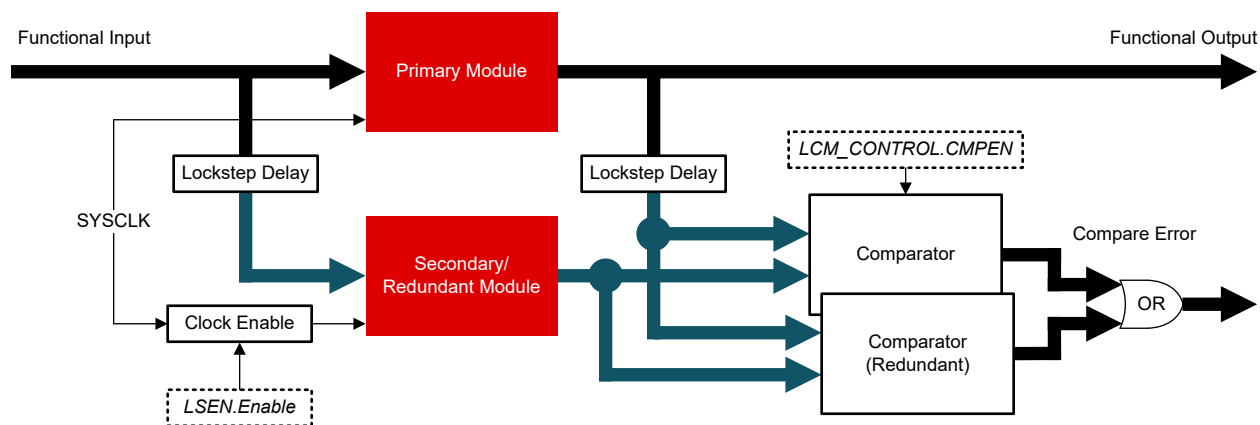 Functional Input
Functional Output
Primary Module
LCM_CONTROL.CMPEN
Lockstep Delay
Lockstep Delay
SYSCLK
Secondary/
Redundant Module
Comparator
Compare Error
Clock Enable
OR
Comparator
(Redundant)
LSEN.Enable